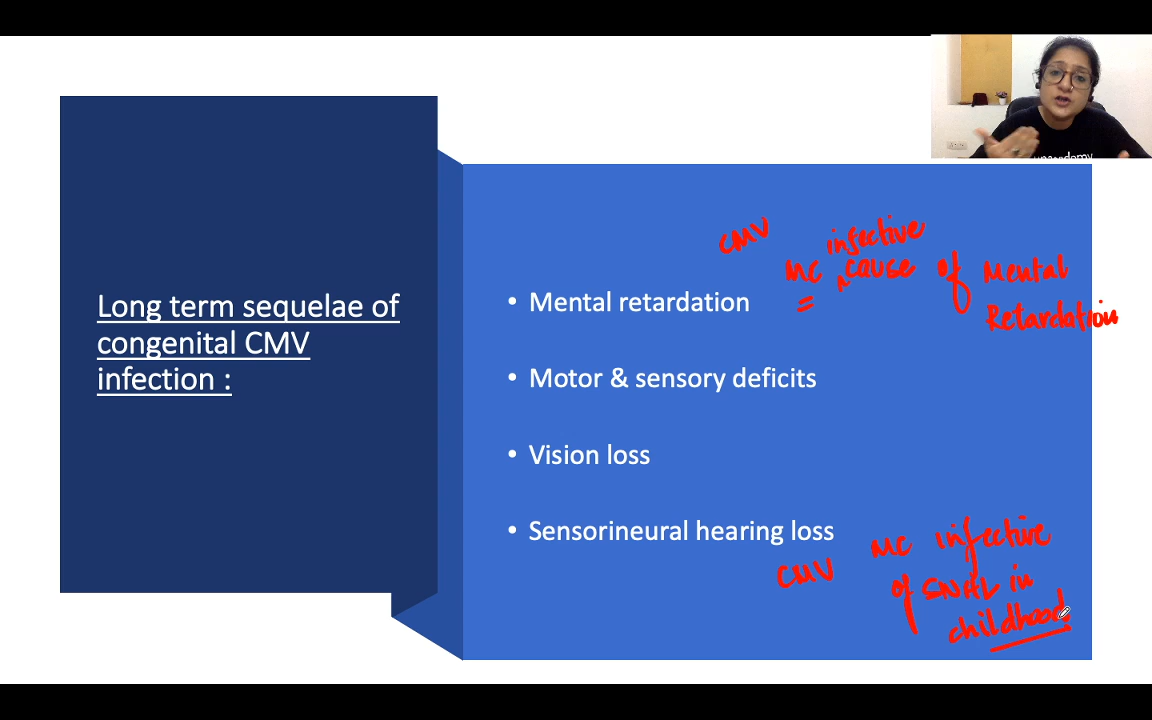 Long term sequelae of
congenital CMV
infection :
CMV
MC infective cause of Mental
Retardation
• Mental retardation
• Motor & sensory deficits
• Vision loss
• Sensorineural hearing loss
CMV
MC infective
of SNHL in
childhood